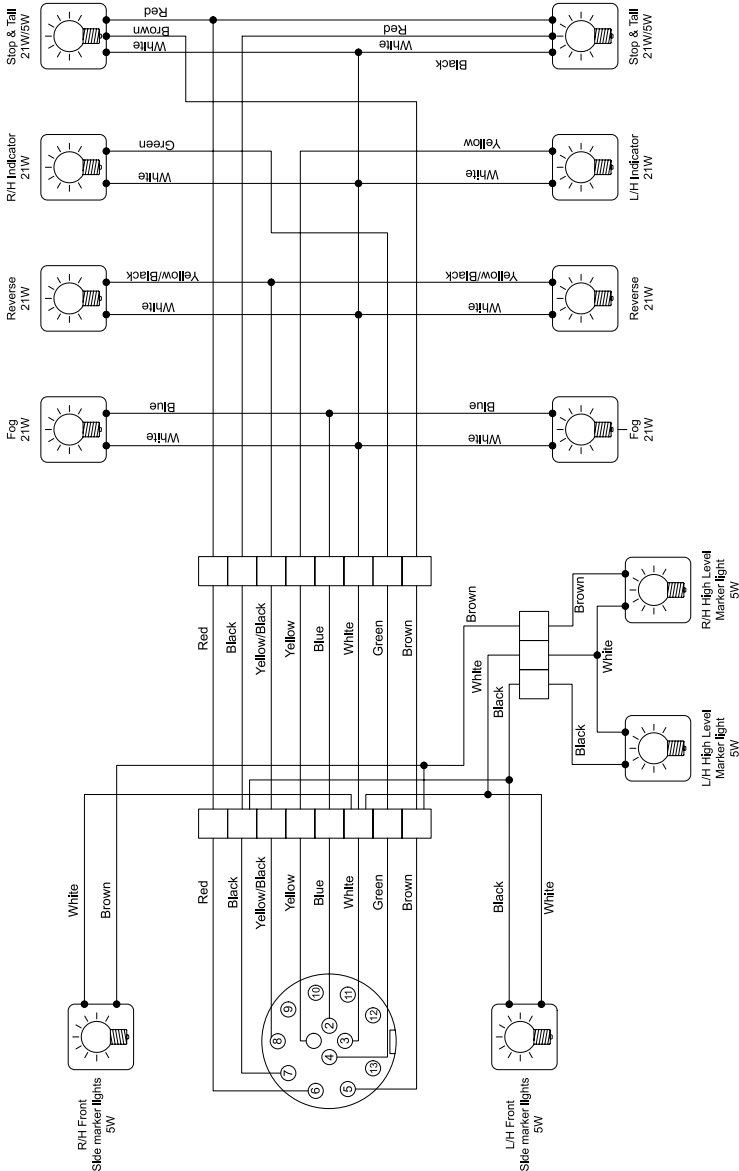 Stop & Tail
21W/5W
Red
Brown
White
Red
White
Black
Stop & Tail
21W/5W
R/H Indicator
21W
Green
White
Yellow
White
L/H Indicator
21W
Reverse
21W
Yellow/Black
White
Yellow/Black
White
Reverse
21W
Fog
21W
Blue
White
Blue
White
Fog
21W
Red
Black
Yellow/Black
Yellow
Blue
White
Green
Brown
Brown
White
Black
Brown
White
Black
R/H High Level
Marker light
5W
L/H High Level
Marker light
5W
White
Brown
Red
Black
Yellow/Black
Yellow
Blue
White
Green
Brown
Black
White
R/H Front
Side marker lights
5W
2
3
4
5
6
7
8
9
10
11
12
13
L/H Front
Side marker lights
5W